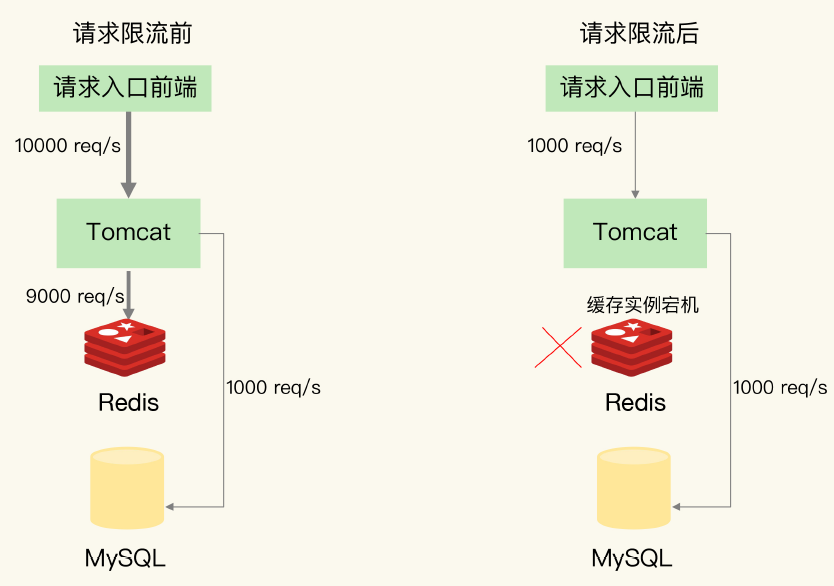 请求限流前
请求入口前端
10000 req/s
Tomcat
9000 req/s
Redis
1000 req/s
MySQL
请求限流后
请求入口前端
1000 req/s
Tomcat
缓存实例宕机
Redis
1000 req/s
MySQL